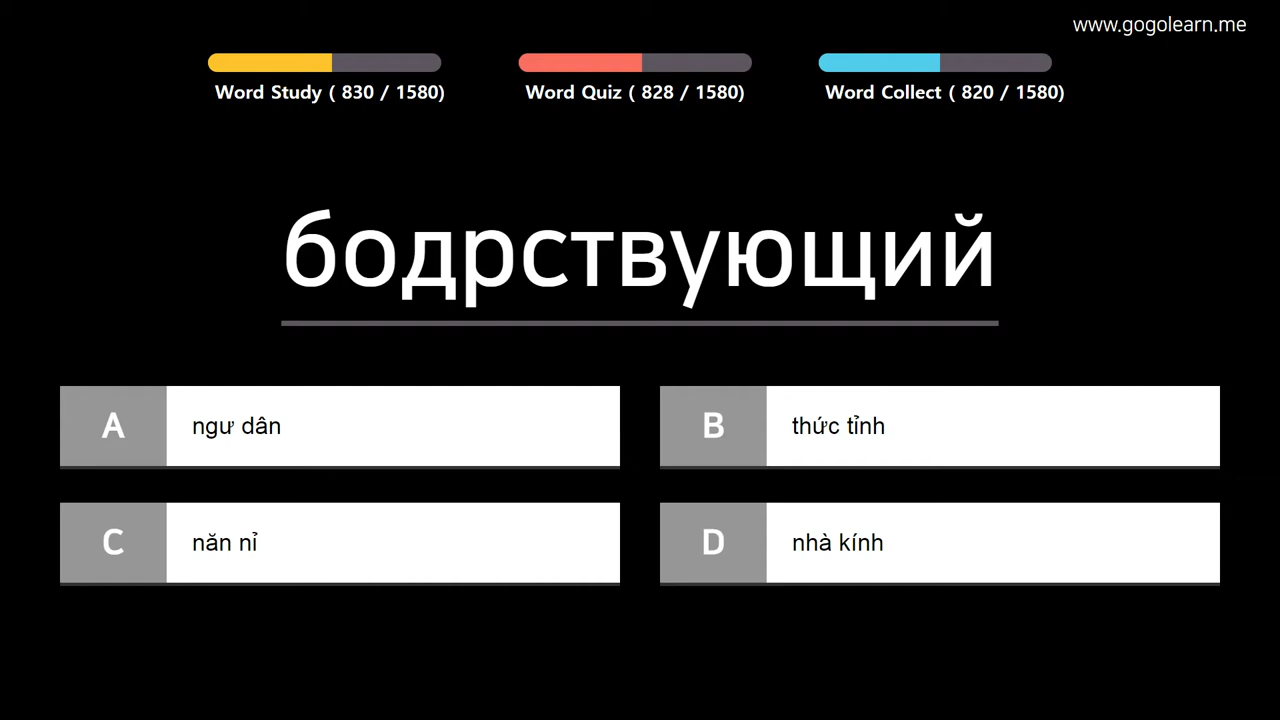 www.gogolearn.me
Word Study ( 830 / 1580)
Word Quiz ( 828 / 1580)
Word Collect ( 820 / 1580)
бодрствующий
A ngư dân
B thức tỉnh
C năn nỉ
D nhà kính